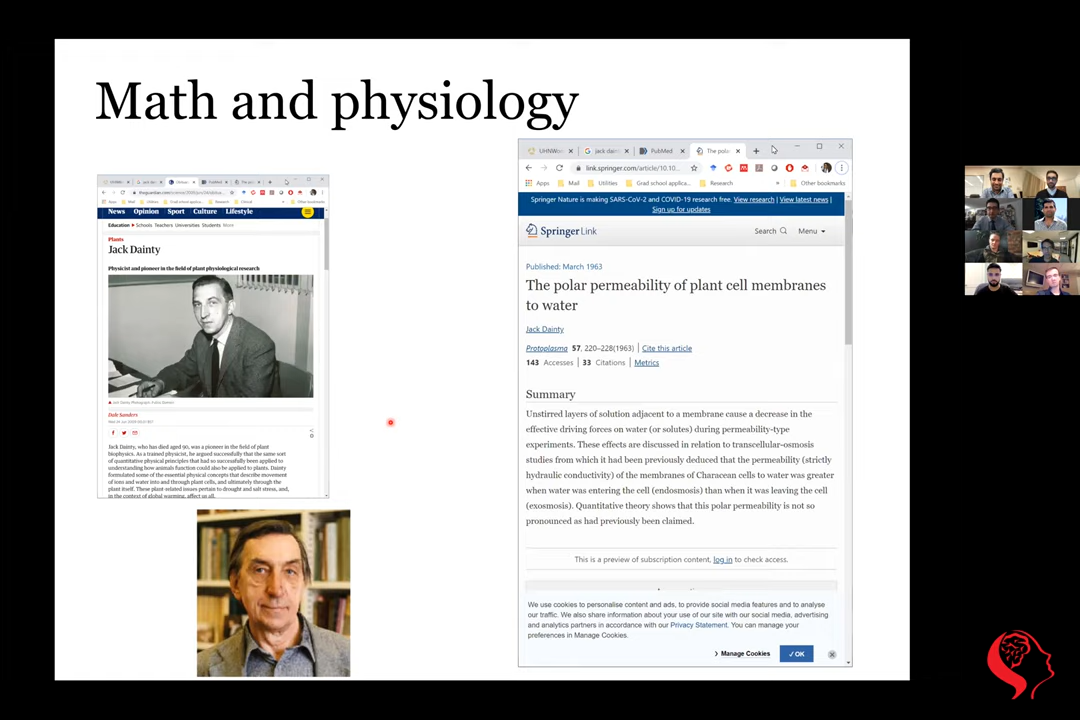 Math and physiology
News Opinion Sport Culture Lifestyle
Education Schools Teachers Universities Students More
Plants
Jack Dainty
Physicist and pioneer in the field of plant physiological research
Dale Sanders
Jack Dainty, who has died aged 90, was a pioneer in the field of plant
biophysics. As a trained physicist, he argued successfully that the same sort
of quantitative physical principles that had so successfully been applied to
understanding how animals function could also be applied to plants. Dainty
formulated some of the essential physical concepts that describe movement
of ions and water into and through plant cells, and ultimately through the
plant itself. These plant-related issues pertain to drought and salt stress, and,
in the context of global warming, affect us all.
jack dain
PubMed
The pola
link.springer.com/article/10.10...
Apps Mail Utilities Grad school applica... Research » Other bookmarks
Springer Nature is making SARS-CoV-2 and COVID-19 research free. View research | View latest news |
Sign up for updates
Springer Link
Search Menu
Published: March 1963
The polar permeability of plant cell membranes
to water
Jack Dainty
Protoplasma 57, 220–228(1963) | Cite this article
143 Accesses | 33 Citations | Metrics
Summary
Unstirred layers of solution adjacent to a membrane cause a decrease in the
effective driving forces on water (or solutes) during permeability-type
experiments. These effects are discussed in relation to transcellular-osmosis
studies from which it had been previously deduced that the permeability (strictly
hydraulic conductivity) of the membranes of Characean cells to water was greater
when water was entering the cell (endosmosis) than when it was leaving the cell
(exosmosis). Quantitative theory shows that this polar permeability is not so
pronounced as had previously been claimed.
This is a preview of subscription content, log in to check access.
We use cookies to personalise content and ads, to provide social media features and to analyse
our traffic. We also share information about your use of our site with our social media, advertising
and analytics partners in accordance with our Privacy Statement. You can manage your
preferences in Manage Cookies.
Manage Cookies
✓ OK